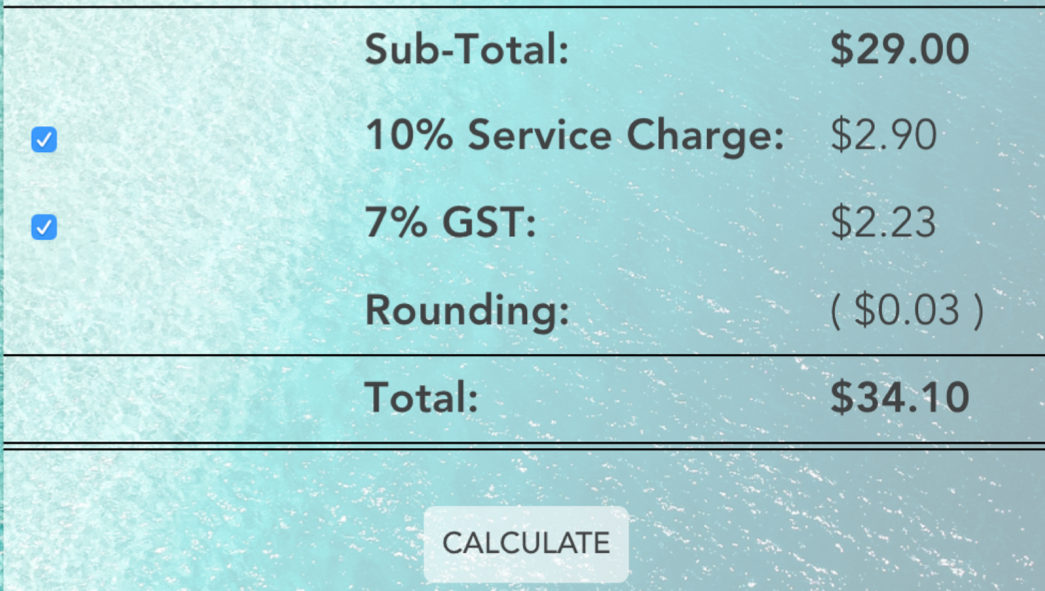 Sub-Total: $29.00
10% Service Charge: $2.90
7% GST: $2.23
Rounding: ( $0.03 )
Total: $34.10
CALCULATE